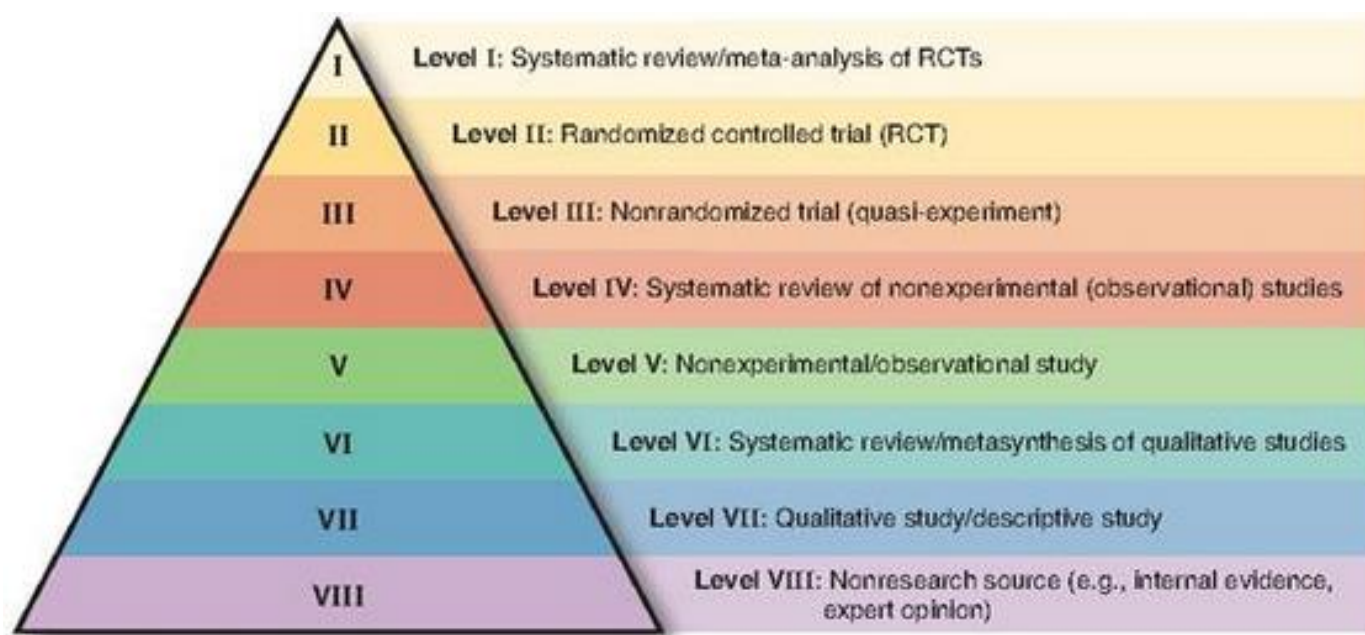 I
Level I: Systematic review/meta-analysis of RCTs
II
Level II: Randomized controlled trial (RCT)
III
Level III: Nonrandomized trial (quasi-experiment)
IV
Level IV: Systematic review of nonexperimental (observational) studies
V
Level V: Nonexperimental/observational study
VI
Level VI: Systematic review/metasynthesis of qualitative studies
VII
Level VII: Qualitative study/descriptive study
VIII
Level VIII: Nonresearch source (e.g., internal evidence,
expert opinion)